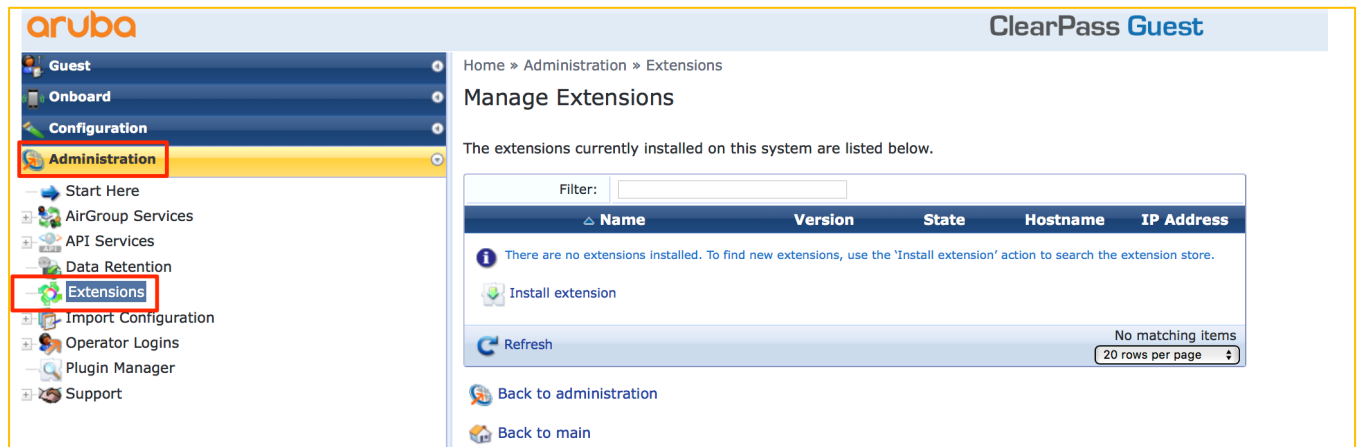 aruba
ClearPass Guest
Guest
Onboard
Configuration
Administration
Start Here
AirGroup Services
API Services
Data Retention
Extensions
Import Configuration
Operator Logins
Plugin Manager
Support
Home » Administration » Extensions
Manage Extensions
The extensions currently installed on this system are listed below.
Filter:
Name Version State Hostname IP Address
There are no extensions installed. To find new extensions, use the 'Install extension' action to search the extension store.
Install extension
Refresh
No matching items
20 rows per page
Back to administration
Back to main